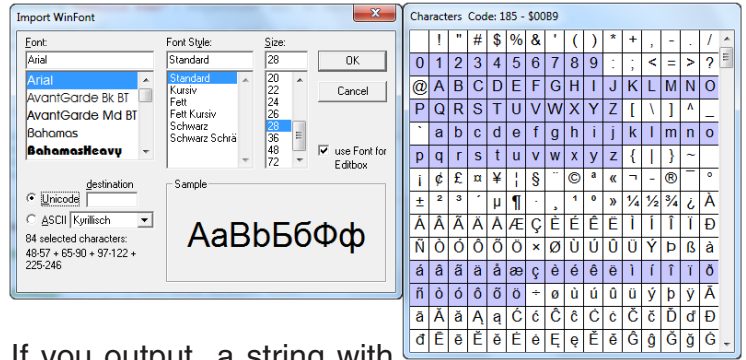 Import WinFont
Font:
Arial
Arial
AvantGarde Bk BT
AvantGarde Md BT
Bahamas
BahamasHeavy
Font Style:
Standard
Standard
Kursiv
Fett
Fett Kursiv
Schwarz
Schwarz Schrä
Size:
28
20
22
24
26
28
36
48
72
OK
Cancel
use Font for
Editbox
destination
Unicode
ASCII Kyrillisch
84 selected characters:
48-57 + 65-90 + 97-122 +
225-246
Sample
АаВbБбФф
Characters Code: 185 - $00B9
! " # $ % & ' ( ) * + , - . /
0 1 2 3 4 5 6 7 8 9 : ; < = > ?
@ A B C D E F G H I J K L M N O
P Q R S T U V W X Y Z [ \ ] ^ _
` a b c d e f g h i j k l m n o
p q r s t u v w x y z { | } ~
¡ ¢ £ ¤ ¥ ¦ § ¨ © ª « ¬ - ® ¯ °
± ² ³ ´ µ ¶ · ¸ ¹ º » ¼ ½ ¾ ¿ À
Á Â Ã Ä Å Æ Ç È É Ê Ë Ì Í Î Ï Ð
Ñ Ò Ó Ô Õ Ö × Ø Ù Ú Û Ü Ý Þ ß à
á â ã ä å æ ç è é ê ë ì í î ï ð
ñ ò ó ô õ ö ÷ ø ù ú û ü ý þ ÿ Ā
ā Ă ă Ą ą Ć ć Ĉ ĉ Ċ ċ Č č Ď ď Đ
đ Ē ē Ĕ ĕ Ė ė Ę ę Ě ě Ĝ ĝ Ğ ğ Ġ
If you output a string with